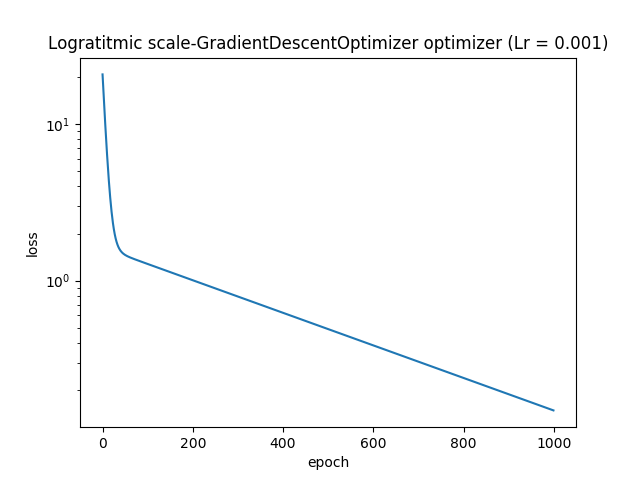 Logratitmic scale-GradientDescentOptimizer optimizer (Lr = 0.001)
loss
10¹
10⁰
0 200 400 600 800 1000
epoch